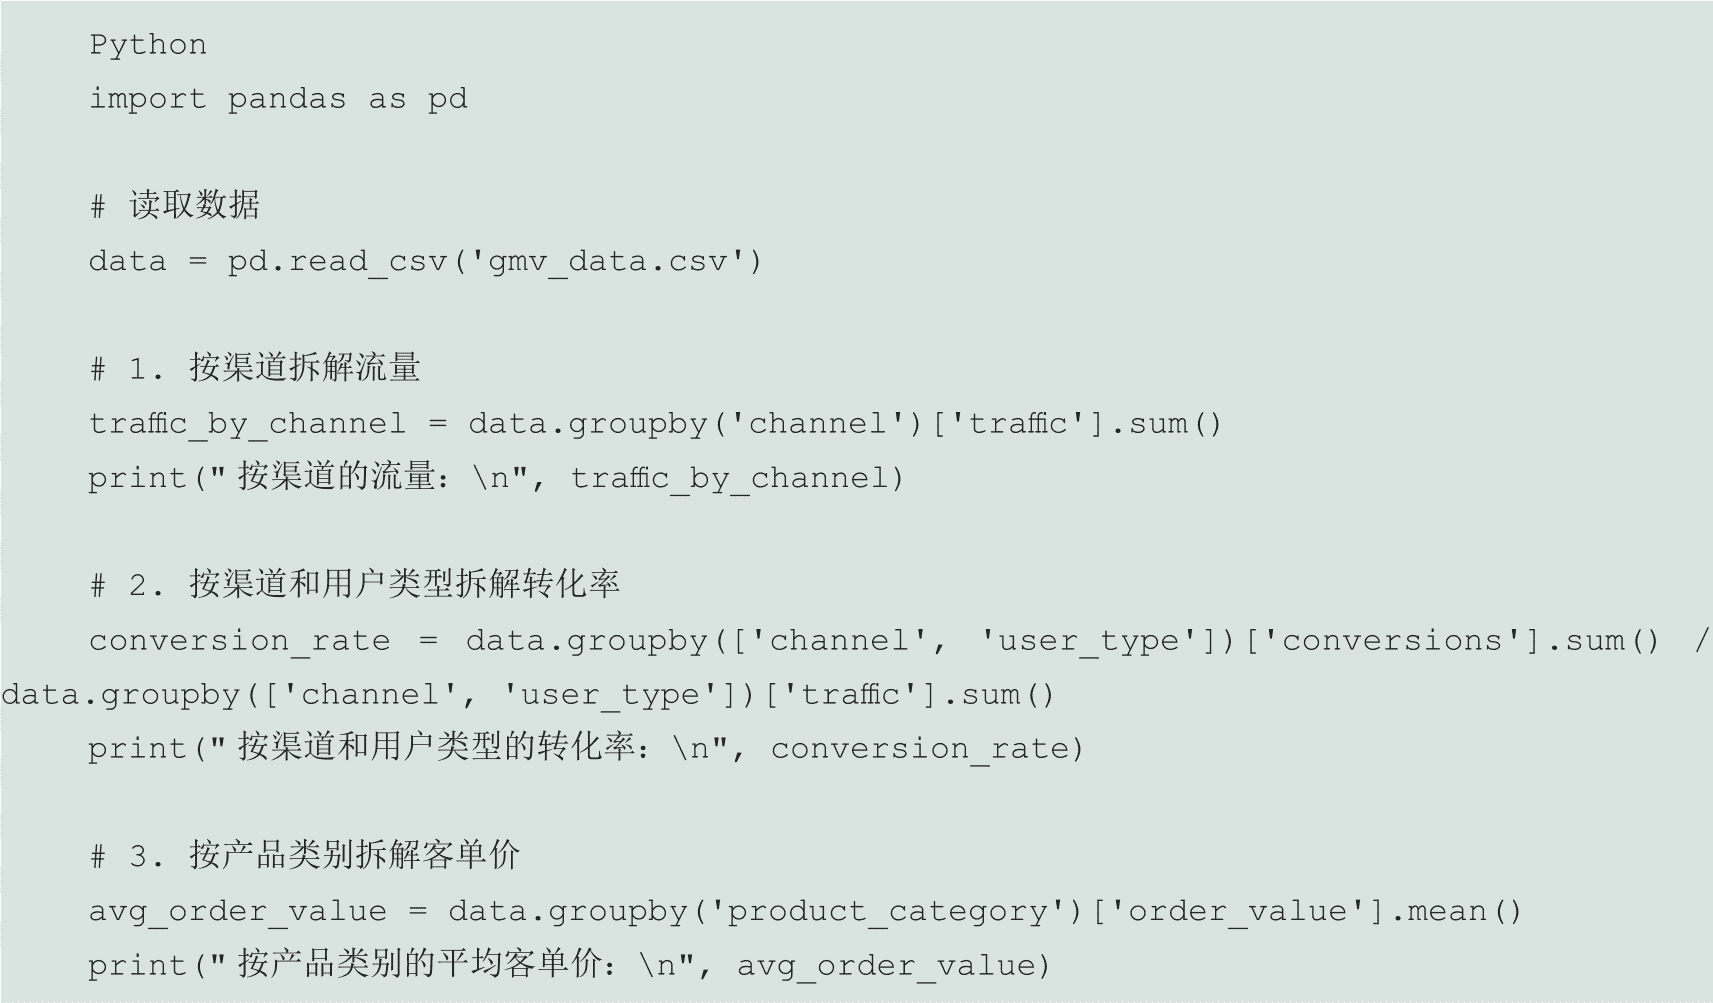 Python
import pandas as pd
# 读取数据
data = pd.read_csv('gmv_data.csv')
# 1. 按渠道拆解流量
traffic_by_channel = data.groupby('channel')['traffic'].sum()
print("按渠道的流量：\n", traffic_by_channel)
# 2. 按渠道和用户类型拆解转化率
conversion_rate = data.groupby(['channel', 'user_type'])['conversions'].sum() /
data.groupby(['channel', 'user_type'])['traffic'].sum()
print("按渠道和用户类型的转化率：\n", conversion_rate)
# 3. 按产品类别拆解客单价
avg_order_value = data.groupby('product_category')['order_value'].mean()
print("按产品类别的平均客单价：\n", avg_order_value)